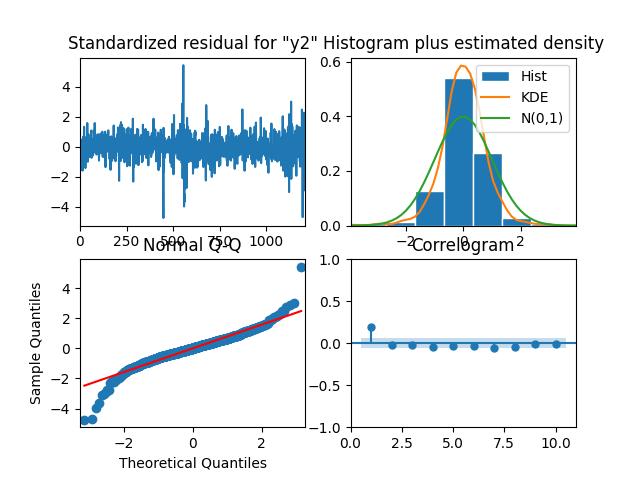 Standardized residual for "y2" Histogram plus estimated density
4
2
0
−2
−4
0 250 500 750 1000
0.6
0.4
0.2
0.0
−2 0 2
Hist
KDE
N(0,1)
Normal Q-Q
Sample Quantiles
4
2
0
−2
−4
−2 0 2
Theoretical Quantiles
Correlogram
1.0
0.5
0.0
−0.5
−1.0
0.0 2.5 5.0 7.5 10.0